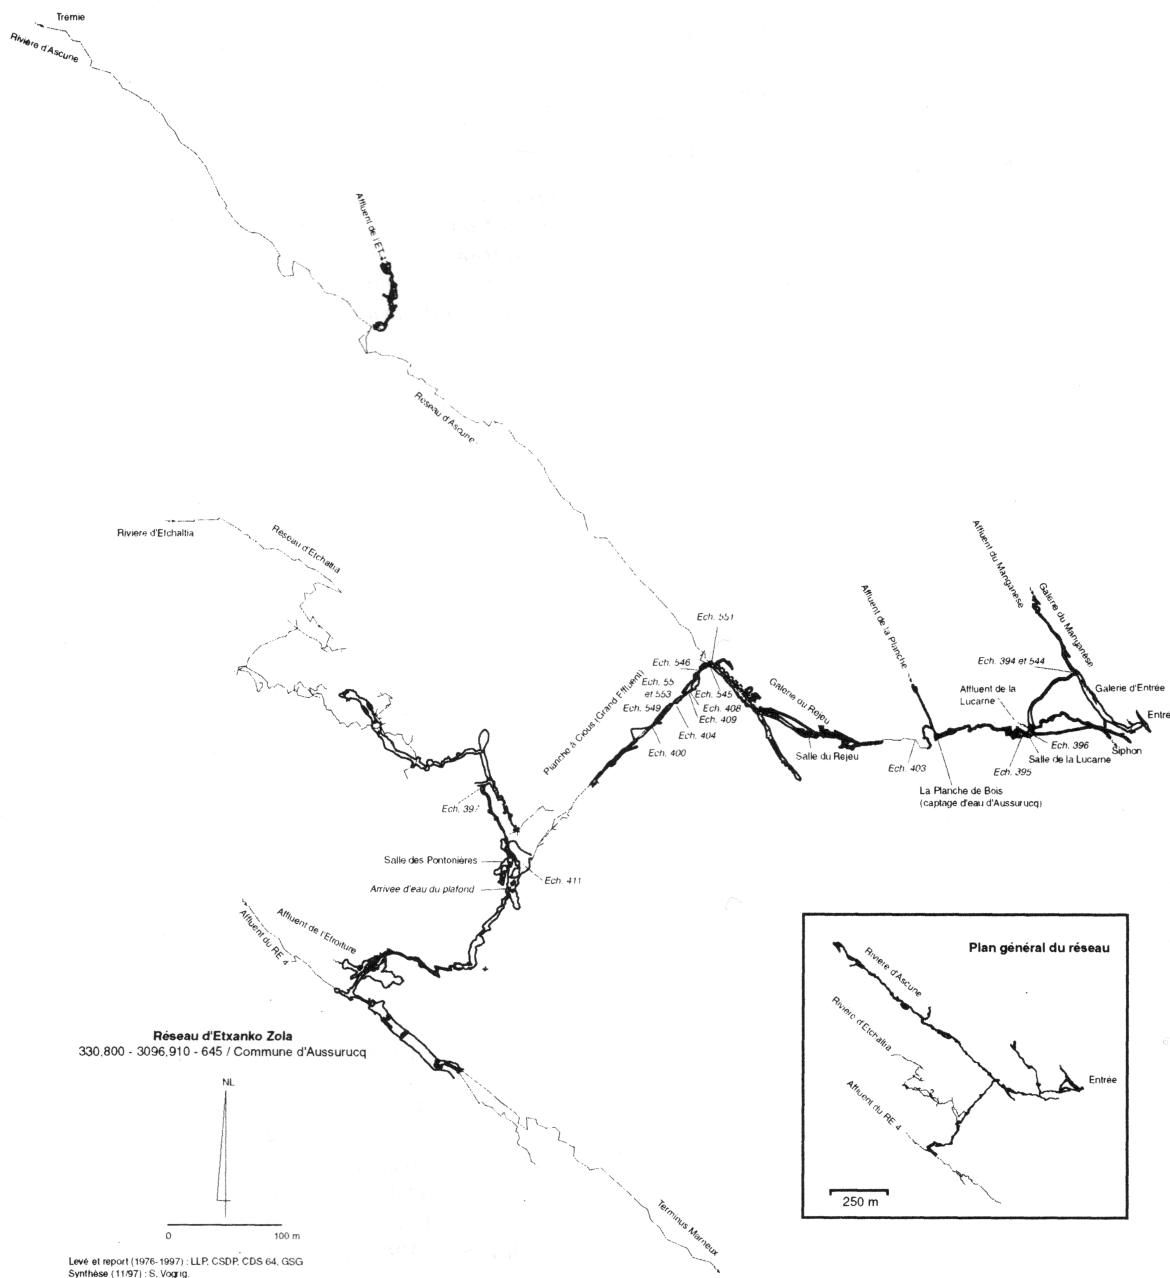 Trémie
Rivière d'Ascune
Affluent de l'ET
Réseau d'Ascune
Rivière d'Etchaltia
Réseau d'Etchaltia
Affluent du Manganèse
Galerie du Manganèse
Affluent de la Planche
Ech. 551
Ech. 546
Ech. 394 et 544
Ech. 55
et 553
Ech. 545
Galerie du Rejeu
Affluent de la
Lucarne
Galerie d'Entrée
Ech. 549
Ech. 408
Ech. 409
Entre
Planche à Clous (Grand Effluent)
Ech. 404
Ech. 400
Salle du Rejeu
Ech. 403
Ech. 396
Siphon
Salle de la Lucarne
Ech. 395
La Planche de Bois
(captage d'eau d'Aussurucq)
Ech. 39
Salle des Pontonières
Ech. 411
Arrivée d'eau du plafond
Affluent de l'Etroiture
Affluent du RE 4
Réseau d'Etxanko Zola
330,800 - 3096,910 - 645 / Commune d'Aussurucq
NL
0 100 m
Levé et report (1976-1997) : LLP, CSDP, CDS 64, GSG
Synthèse (11/97) : S. Vogrig.
Terminus Marneux
Plan général du réseau
Rivière d'Ascune
Rivière d'Etchaltia
Entrée
Affluent du RE 4
250 m